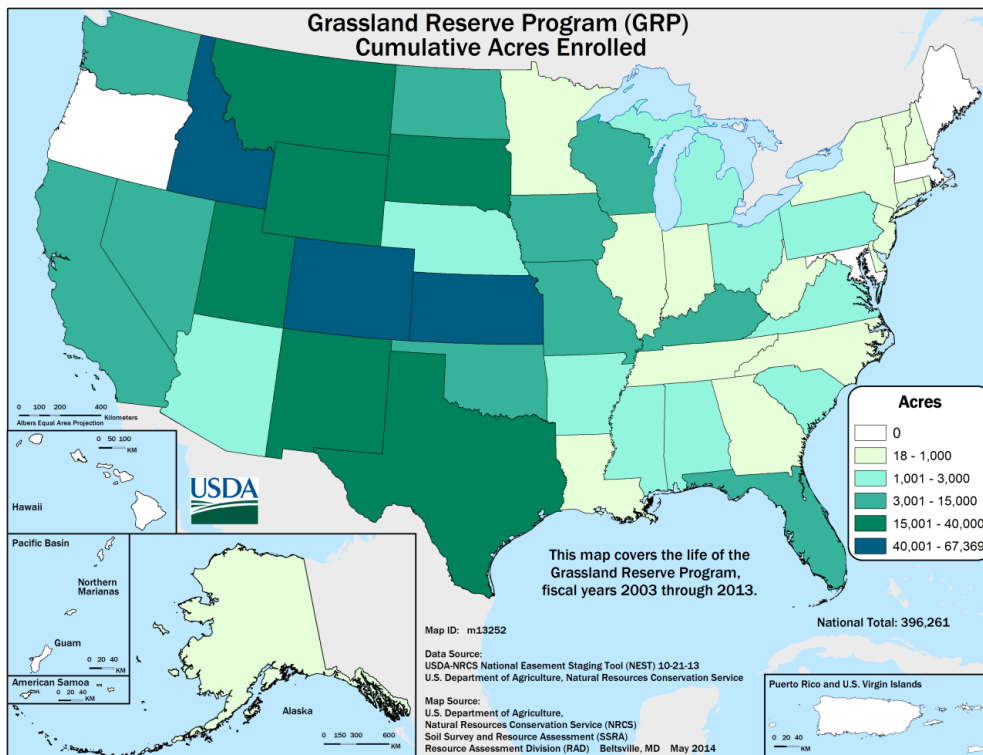 Grassland Reserve Program (GRP)
Cumulative Acres Enrolled
0 100 200 400
Kilometers
Albers Equal Area Projection
0 50 100
KM
Hawaii
USDA
Pacific Basin
Northern
Marianas
Guam
0 20 40
KM
American Samoa
0 20 40
KM
Alaska
0 150 300 600
KM
Acres
0
18 - 1,000
1,001 - 3,000
3,001 - 15,000
15,001 - 40,000
40,001 - 67,369
This map covers the life of the
Grassland Reserve Program,
fiscal years 2003 through 2013.
National Total: 396,261
Map ID: m13252
Data Source:
USDA-NRCS National Easement Staging Tool (NEST) 10-21-13
U.S. Department of Agriculture, Natural Resources Conservation Service
Map Source:
U.S. Department of Agriculture,
Natural Resources Conservation Service (NRCS)
Soil Survey and Resource Assessment (SSRA)
Resource Assessment Division (RAD) Beltsville, MD May 2014
Puerto Rico and U.S. Virgin Islands
0 20 40
KM